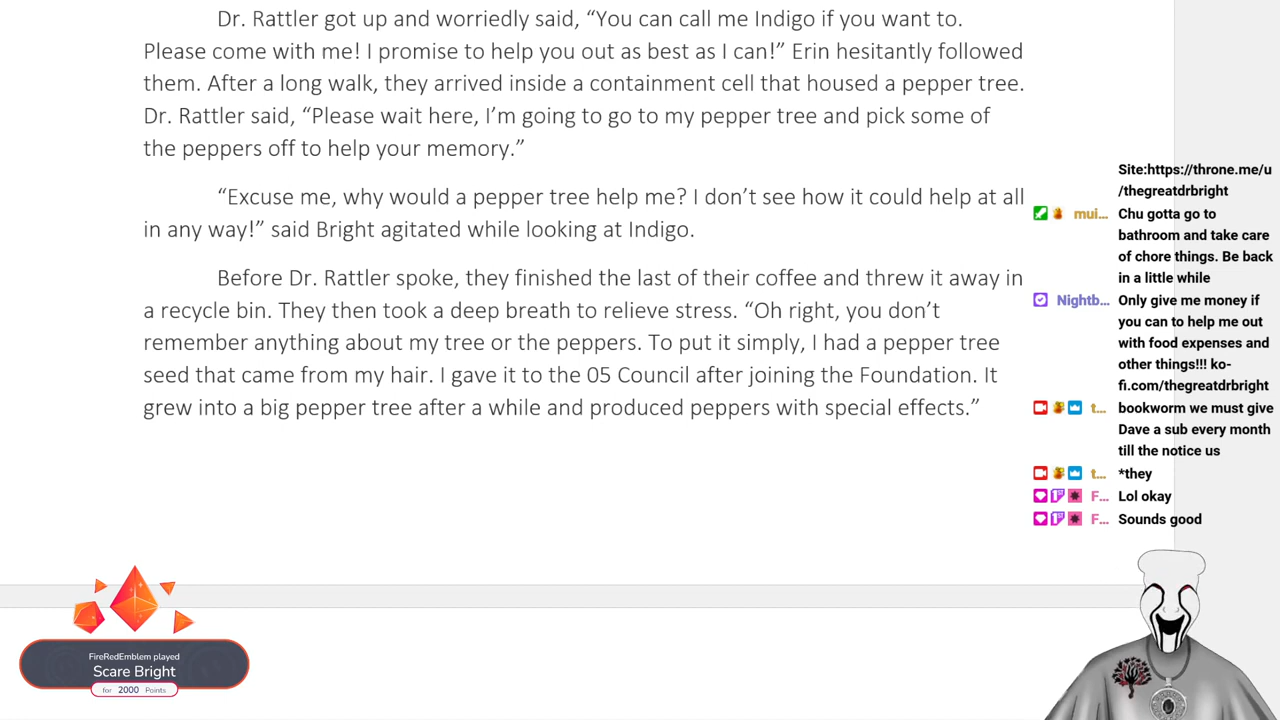 Dr. Rattler got up and worriedly said, “You can call me Indigo if you want to.
Please come with me! I promise to help you out as best as I can!” Erin hesitantly followed
them. After a long walk, they arrived inside a containment cell that housed a pepper tree.
Dr. Rattler said, “Please wait here, I’m going to go to my pepper tree and pick some of
the peppers off to help your memory.”
“Excuse me, why would a pepper tree help me? I don’t see how it could help at all
in any way!” said Bright agitated while looking at Indigo.
Before Dr. Rattler spoke, they finished the last of their coffee and threw it away in
a recycle bin. They then took a deep breath to relieve stress. “Oh right, you don’t
remember anything about my tree or the peppers. To put it simply, I had a pepper tree
seed that came from my hair. I gave it to the 05 Council after joining the Foundation. It
grew into a big pepper tree after a while and produced peppers with special effects.”
Site:https://throne.me/u
/thegreatdrbright
mui... Chu gotta go to
bathroom and take care
of chore things. Be back
in a little while
Nightb... Only give me money if
you can to help me out
with food expenses and
other things!!! ko-
fi.com/thegreatdrbright
t... bookworm we must give
Dave a sub every month
till the notice us
t... *they
F... Lol okay
F... Sounds good
FireRedEmblem played
Scare Bright
for 2000 Points